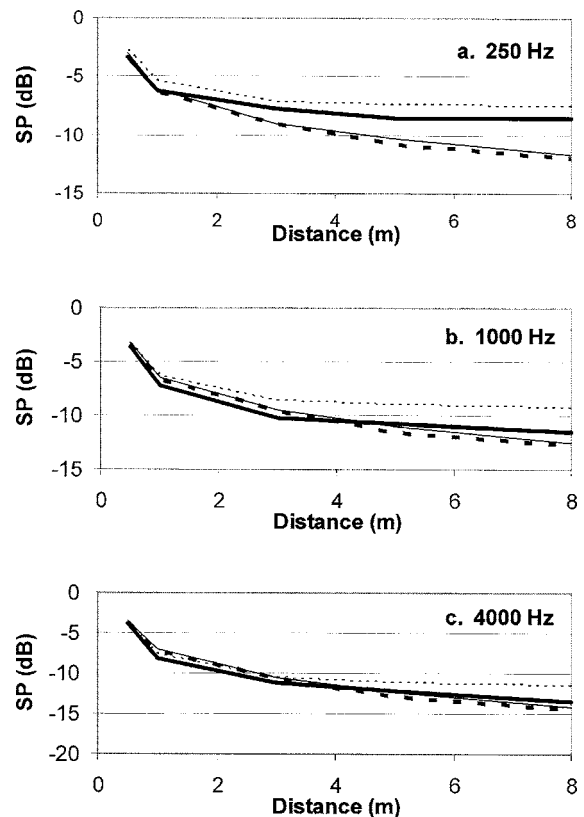 0
-5
-10
-15
SP (dB)
a. 250 Hz
0 2 4 6 8
Distance (m)
0
-5
-10
-15
SP (dB)
b. 1000 Hz
0 2 4 6 8
Distance (m)
0
-5
-10
-15
-20
SP (dB)
c. 4000 Hz
0 2 4 6 8
Distance (m)